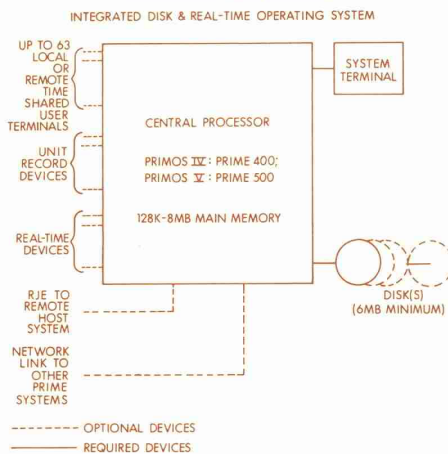 INTEGRATED DISK & REAL-TIME OPERATING SYSTEM
UP TO 63
LOCAL
OR
REMOTE
TIME
SHARED
USER
TERMINALS
UNIT
RECORD
DEVICES
REAL-TIME
DEVICES
CENTRAL PROCESSOR
PRIMOS IV: PRIME 400;
PRIMOS V: PRIME 500
128K-8MB MAIN MEMORY
SYSTEM
TERMINAL
DISK(S)
(6MB MINIMUM)
RJE TO
REMOTE
HOST
SYSTEM
NETWORK
LINK TO
OTHER
PRIME
SYSTEMS
OPTIONAL DEVICES
REQUIRED DEVICES